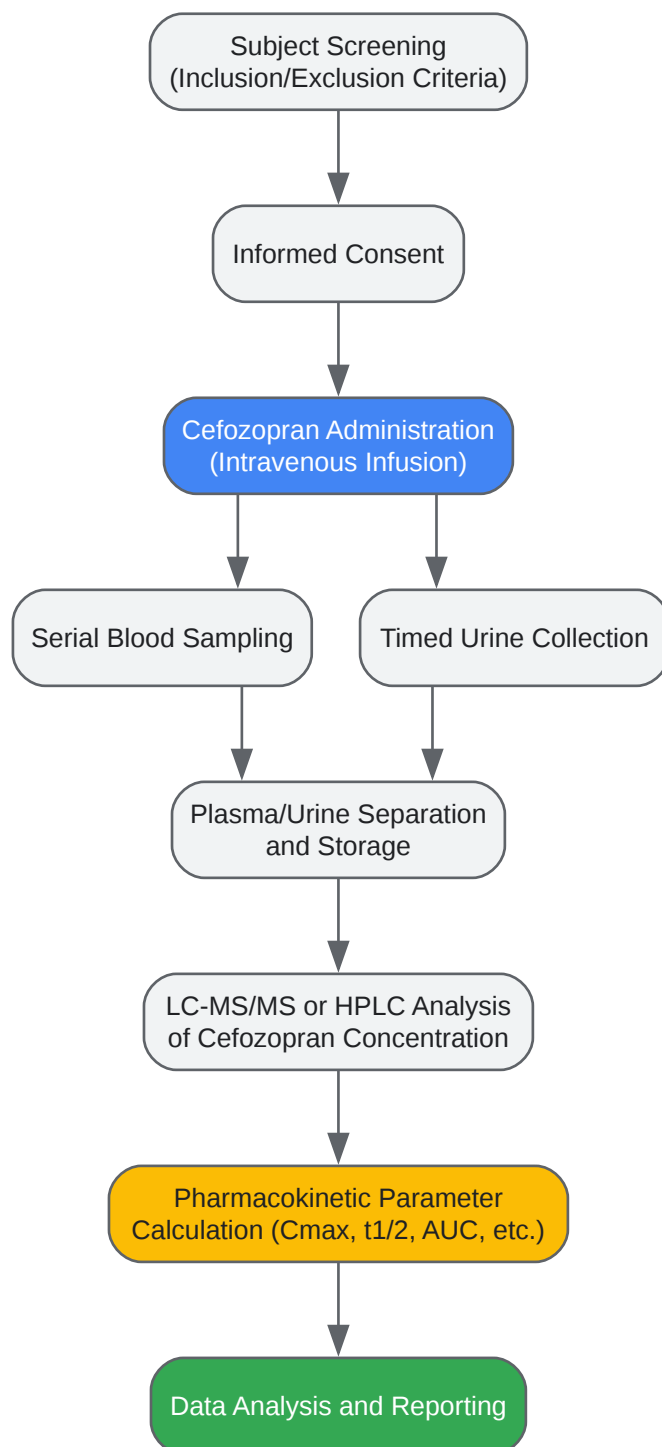 Subject Screening
(Inclusion/Exclusion Criteria)
Informed Consent
Cefozopran Administration
(Intravenous Infusion)
Serial Blood Sampling
Timed Urine Collection
Plasma/Urine Separation
and Storage
LC-MS/MS or HPLC Analysis
of Cefozopran Concentration
Pharmacokinetic Parameter
Calculation (Cmax, t1/2, AUC, etc.)
Data Analysis and Reporting